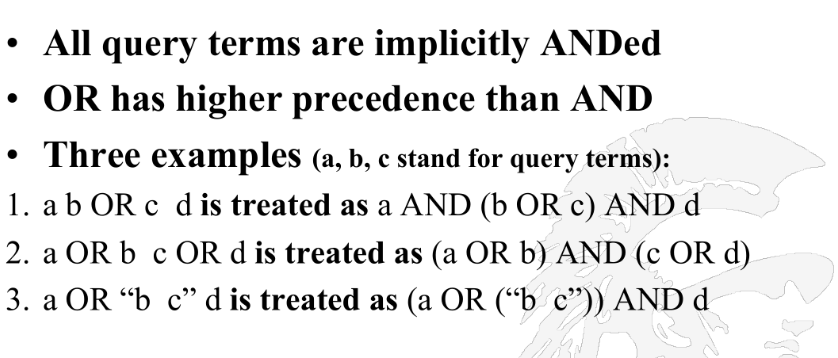 • All query terms are implicitly ANDed
• OR has higher precedence than AND
• Three examples (a, b, c stand for query terms):
1. a b OR c  d is treated as a AND (b OR c) AND d
2. a OR b  c OR d is treated as (a OR b) AND (c OR d)
3. a OR “b  c” d is treated as (a OR (“b  c”)) AND d